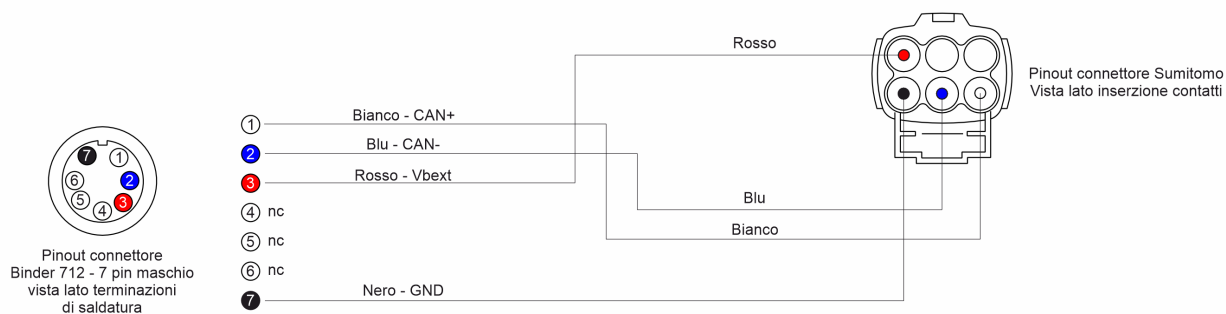 Rosso
Pinout connettore Sumitomo
Vista lato inserzione contatti
1 Bianco - CAN+
2 Blu - CAN-
3 Rosso - Vbext
4 nc
5 nc
6 nc
7 Nero - GND
Blu
Bianco
7 1
6 2
5 3
4
Pinout connettore
Binder 712 - 7 pin maschio
vista lato terminazioni
di saldatura